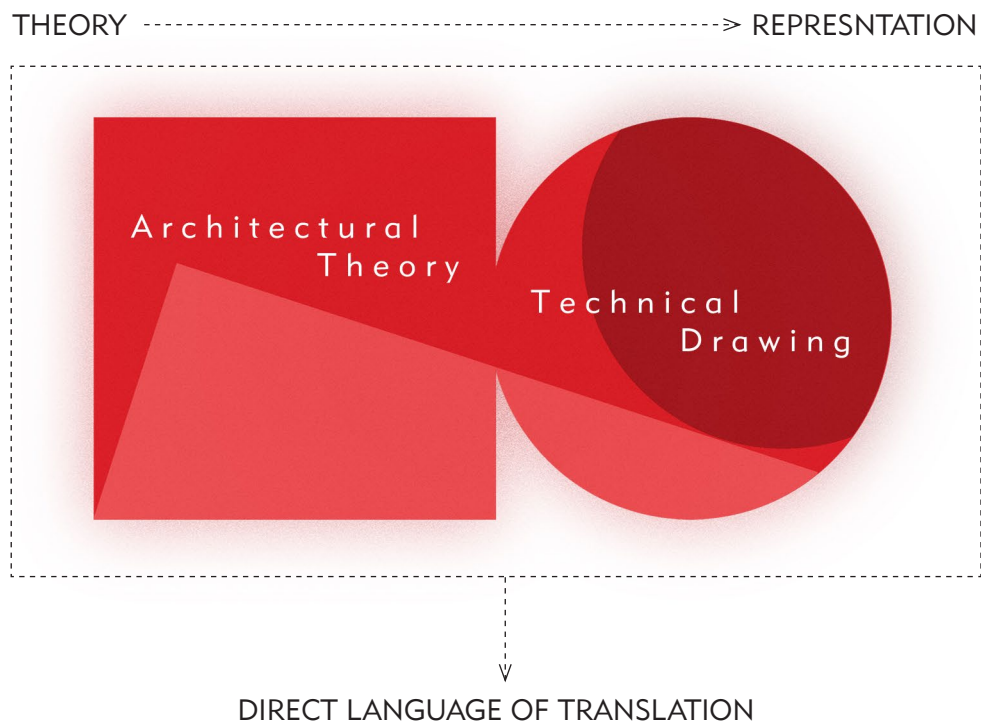 THEORY
REPRESNTATION
Architectural
Theory
Technical
Drawing
DIRECT LANGUAGE OF TRANSLATION